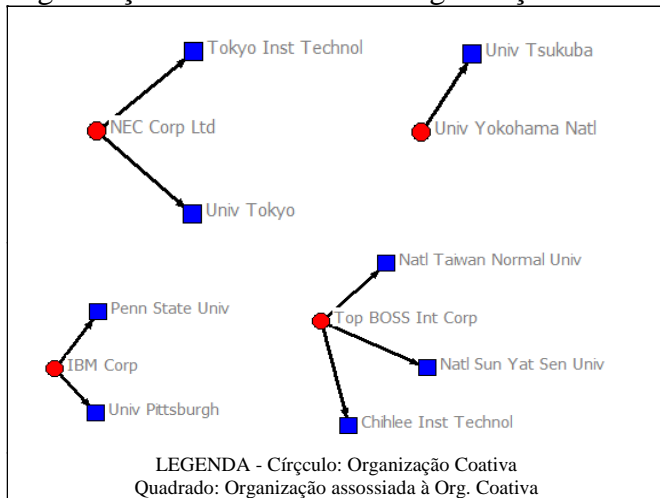 Tokyo Inst Technol
Univ Tsukuba
NEC Corp Ltd
Univ Yokohama Natl
Univ Tokyo
Natl Taiwan Normal Univ
Penn State Univ
Top BOSS Int Corp
IBM Corp
Natl Sun Yat Sen Univ
Univ Pittsburgh
Chihlee Inst Technol
LEGENDA - Círçculo: Organização Coativa
Quadrado: Organização assossiada à Org. Coativa